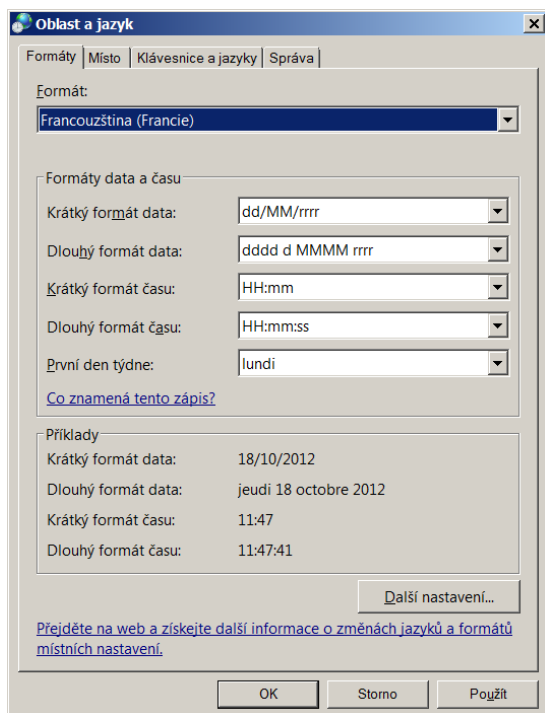 Oblast a jazyk
Formáty Místo Klávesnice a jazyky Správa
Formát:
Francouzština (Francie)
Formáty data a času
Krátký formát data: dd/MM/rrrr
Dlouhý formát data: dddd d MMMM rrrr
Krátký formát času: HH:mm
Dlouhý formát času: HH:mm:ss
První den týdne: lundi
Co znamená tento zápis?
Příklady
Krátký formát data: 18/10/2012
Dlouhý formát data: jeudi 18 octobre 2012
Krátký formát času: 11:47
Dlouhý formát času: 11:47:41
Další nastavení...
Přejděte na web a získejte další informace o změnách jazyků a formátů
místních nastavení.
OK Storno Použít